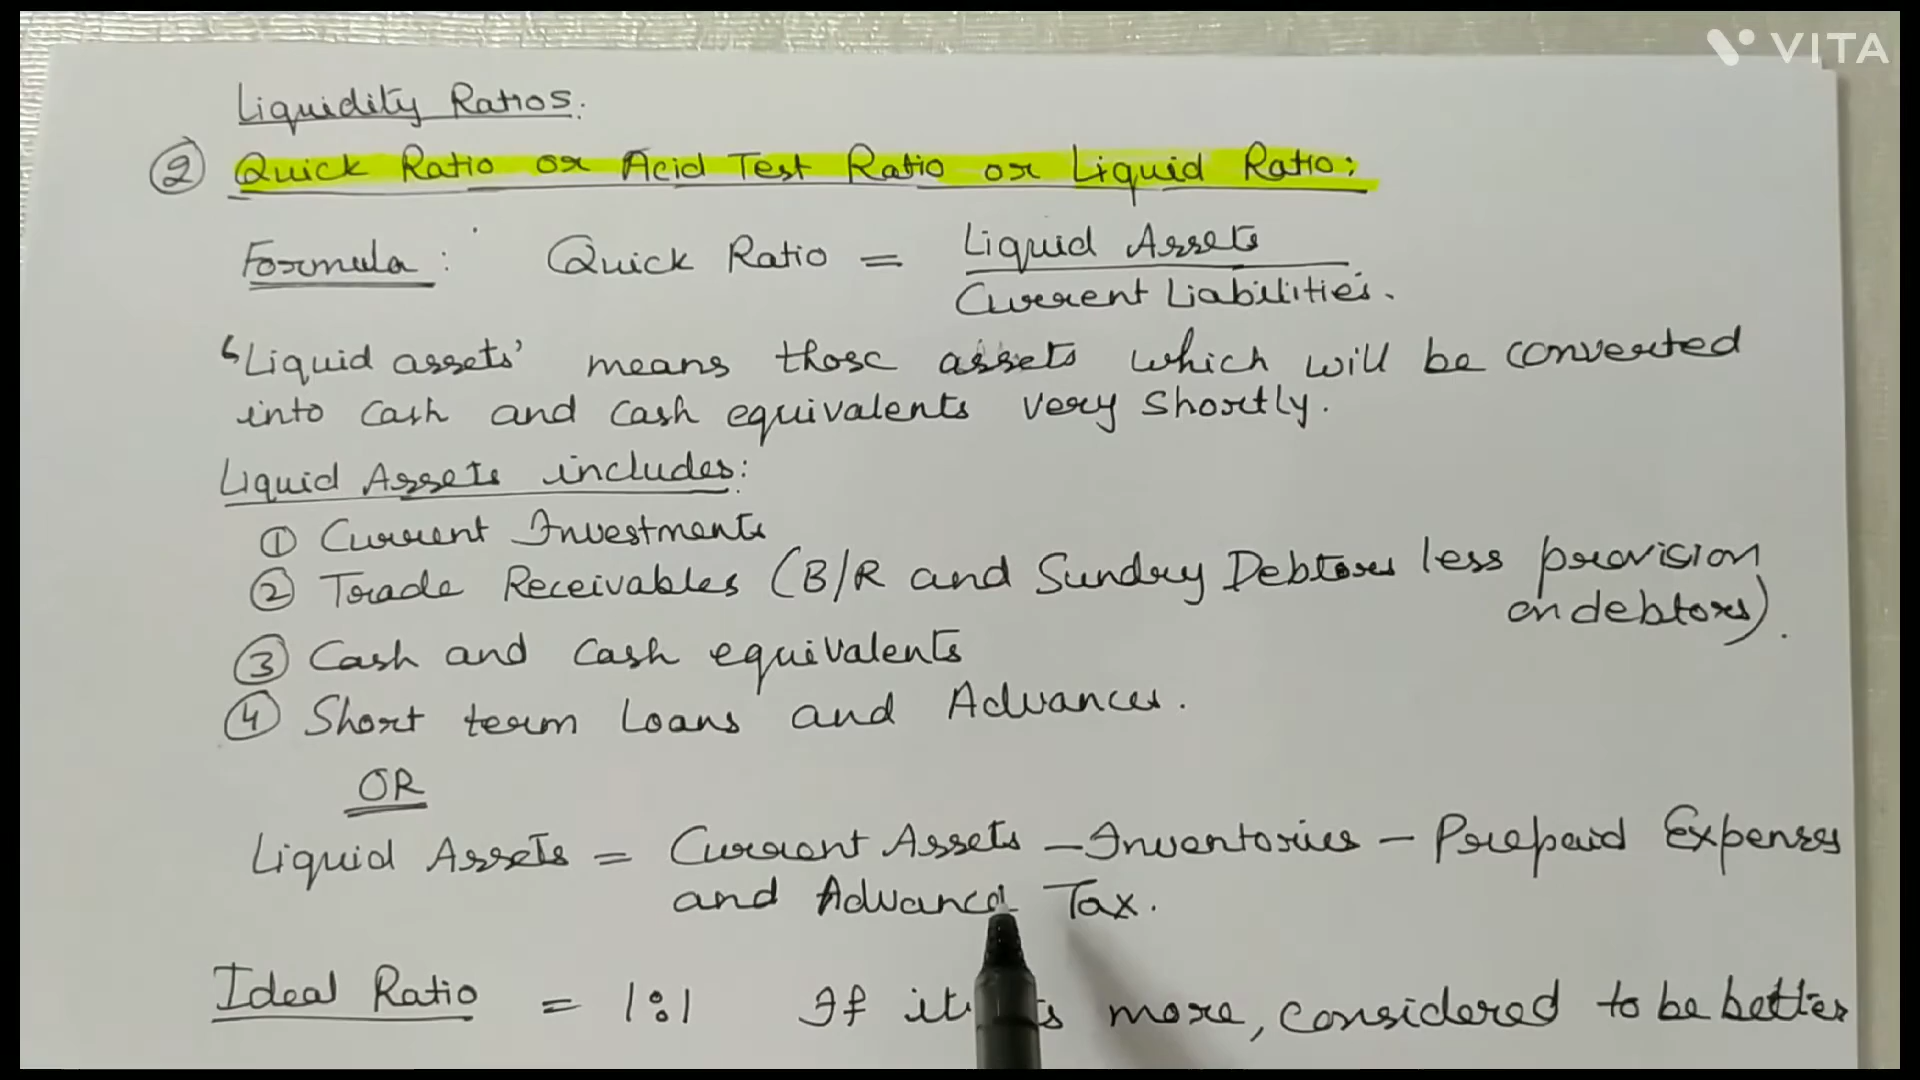 VITA
Liquidity Ratios:
② Quick Ratio or Acid Test Ratio or Liquid Ratio:
Formula: Quick Ratio = Liquid Assets
Current Liabilities.
'Liquid assets' means those assets which will be converted
into cash and cash equivalents very shortly.
Liquid Assets includes:
① Current Investments
② Trade Receivables (B/R and Sundry Debtors less provision
on debtors).
③ Cash and cash equivalents
④ Short term Loans and Advances.
OR
Liquid Assets = Current Assets – Inventories – Prepaid Expenses
and Advance Tax.
Ideal Ratio = 1:1 If it is more, considered to be better